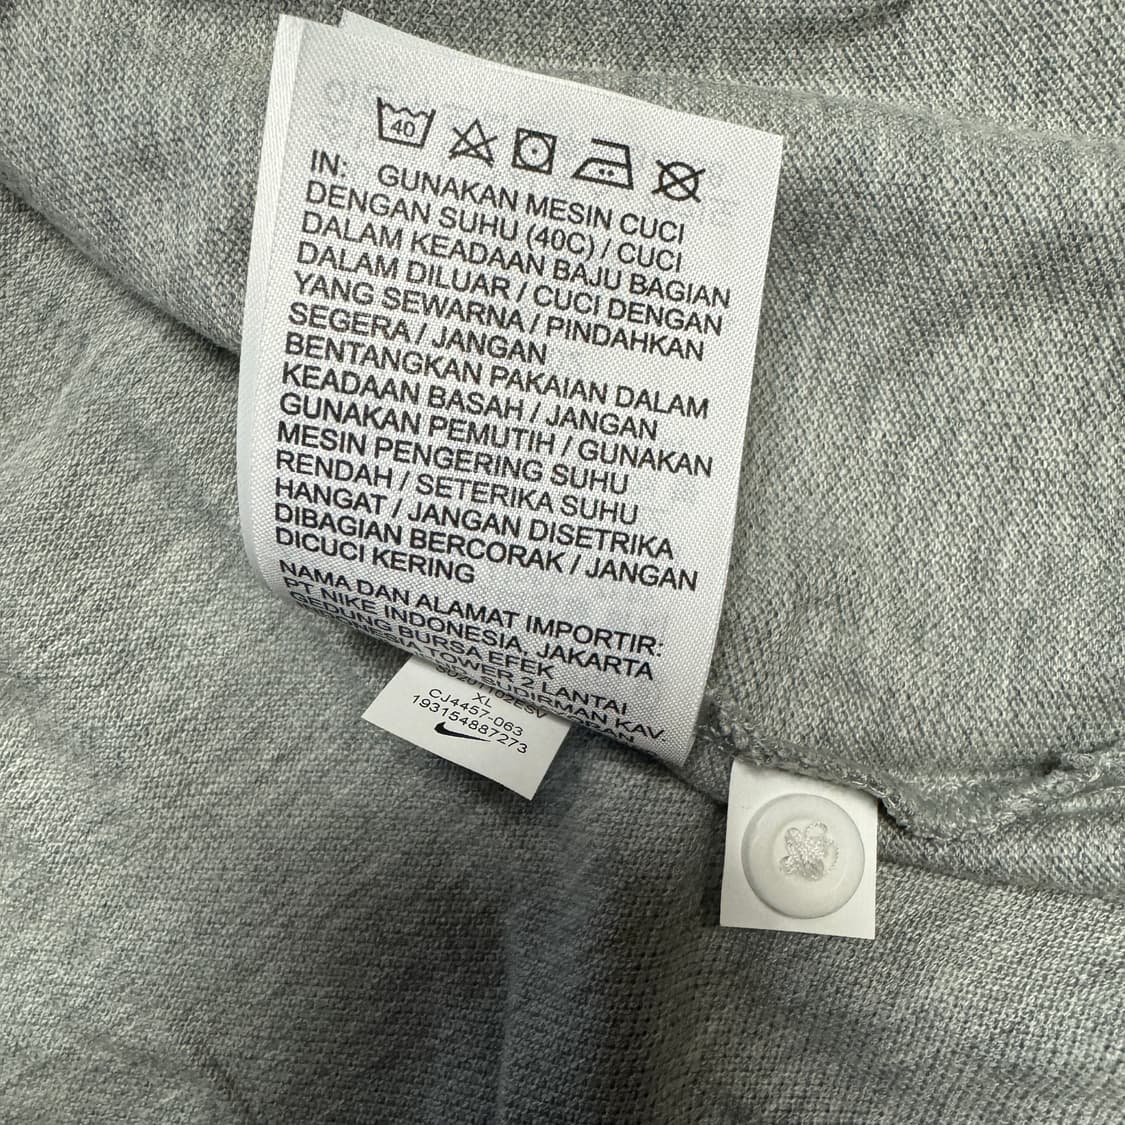 40
IN: GUNAKAN MESIN CUCI
DENGAN SUHU (40C) / CUCI
DALAM KEADAAN BAJU BAGIAN
DALAM DILUAR / CUCI DENGAN
YANG SEWARNA / PINDAHKAN
SEGERA / JANGAN
BENTANGKAN PAKAIAN DALAM
KEADAAN BASAH / JANGAN
GUNAKAN PEMUTIH / GUNAKAN
MESIN PENGERING SUHU
RENDAH / SETERIKA SUHU
HANGAT / JANGAN DISETRIKA
DIBAGIAN BERCORAK / JANGAN
DICUCI KERING
NAMA DAN ALAMAT IMPORTIR:
PT NIKE INDONESIA, JAKARTA
GEDUNG BURSA EFEK
TOWER 2 LANTAI
SUDIRMAN KAV.
XL
CJ4457-063
193154887273